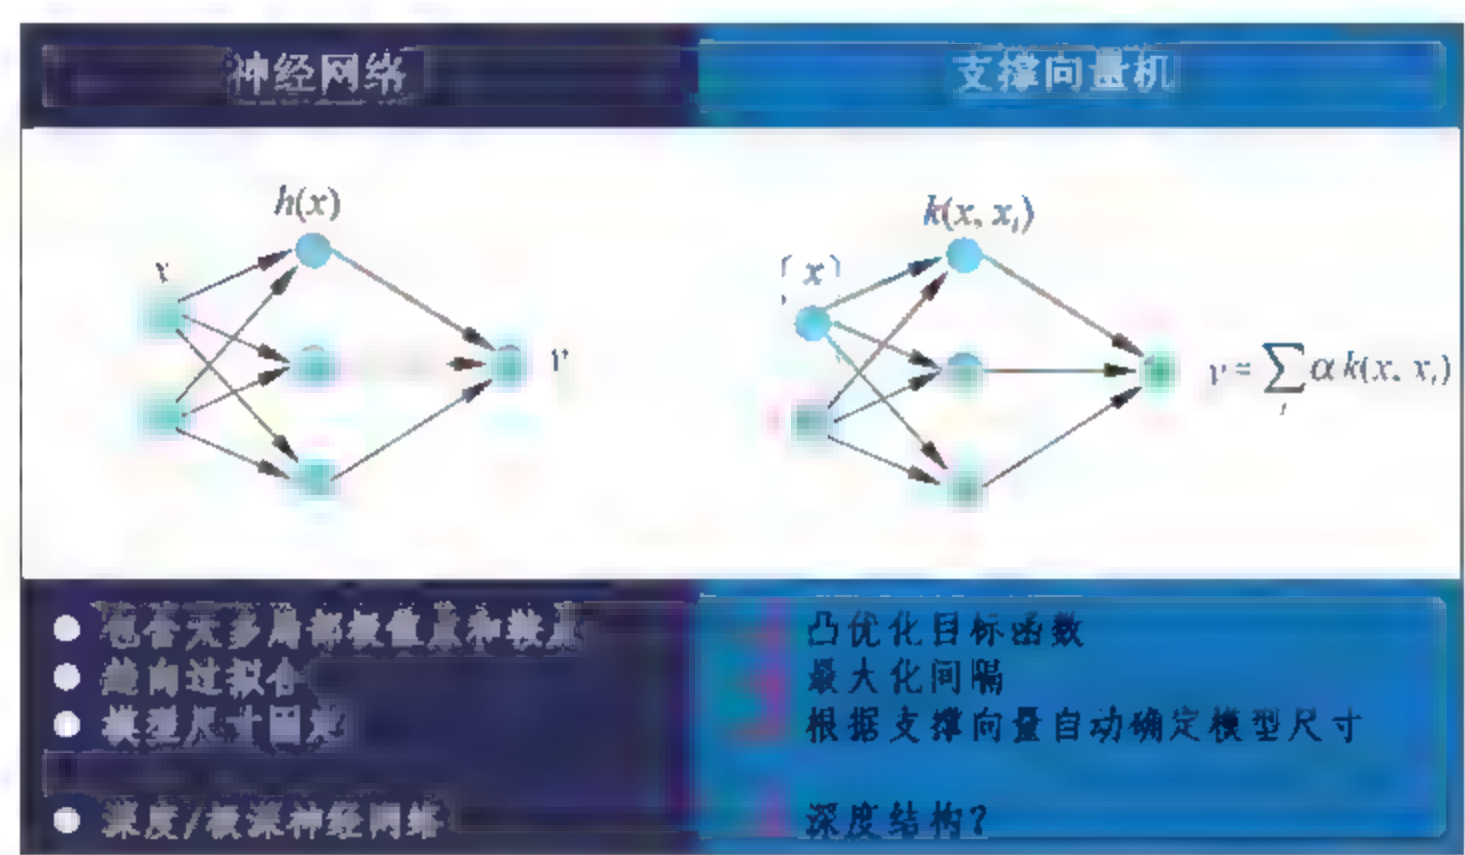 神经网络
支撑向量机
h(x)
x
y
k(x, x_i)
x
y = ∑_i α k(x, x_i)
包含太多局部极值点和鞍点
趋向过拟合
模型尺寸固定
深度/极深神经网络
凸优化目标函数
最大化间隔
根据支撑向量自动确定模型尺寸
深度结构?